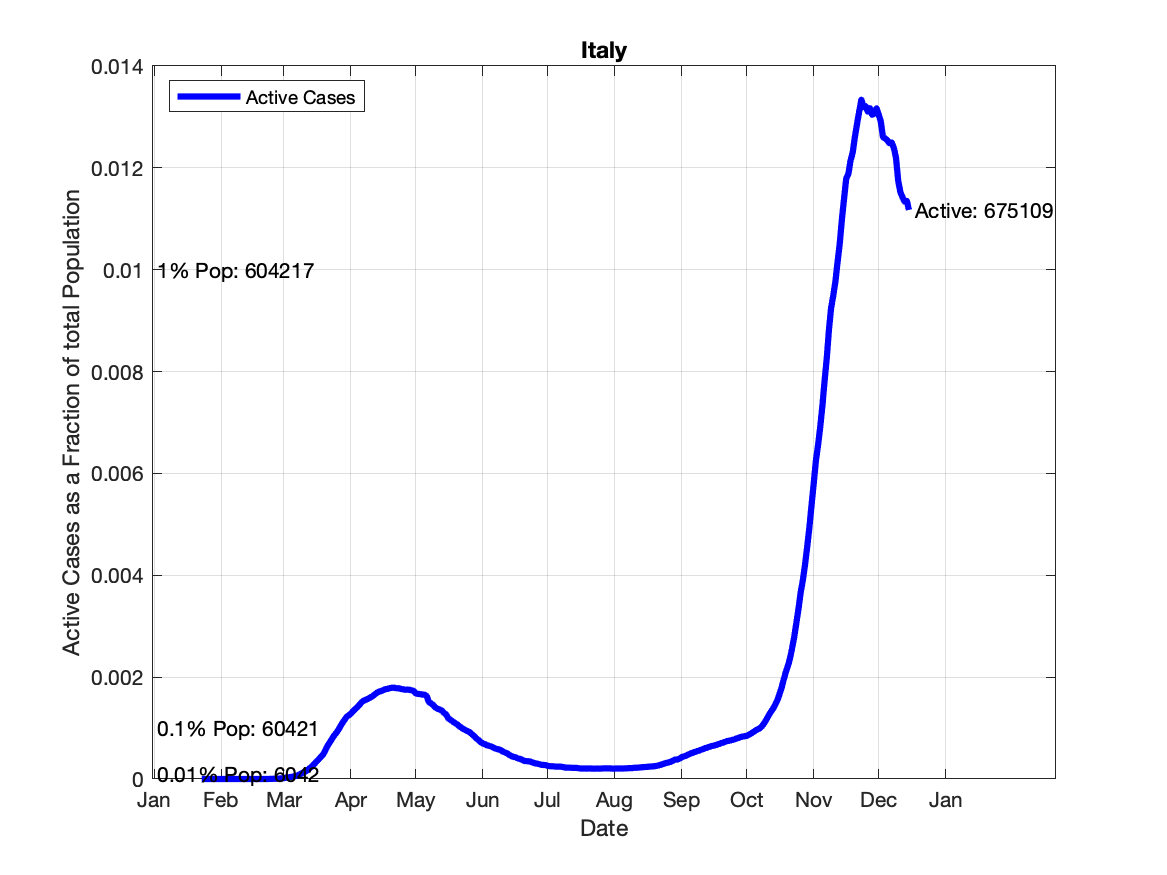 Italy
0.014
Active Cases
0.012
Active: 675109
0.01
1% Pop: 604217
0.008
0.006
0.004
0.002
0.1% Pop: 60421
0
0.01% Pop: 6042
Active Cases as a Fraction of total Population
Jan Feb Mar Apr May Jun Jul Aug Sep Oct Nov Dec Jan
Date